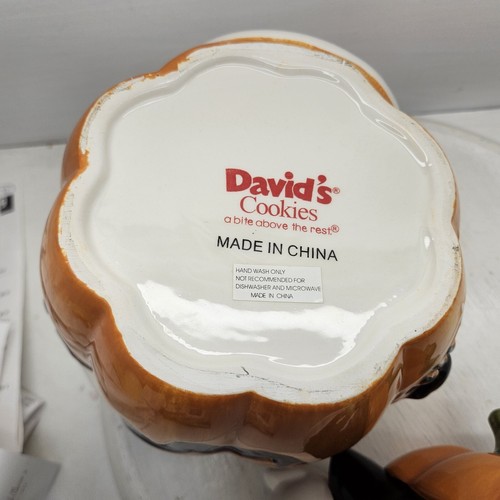 David's®
Cookies
a bite above the rest®
MADE IN CHINA
HAND WASH ONLY
NOT RECOMMENDED FOR
DISHWASHER AND MICROWAVE
MADE IN CHINA